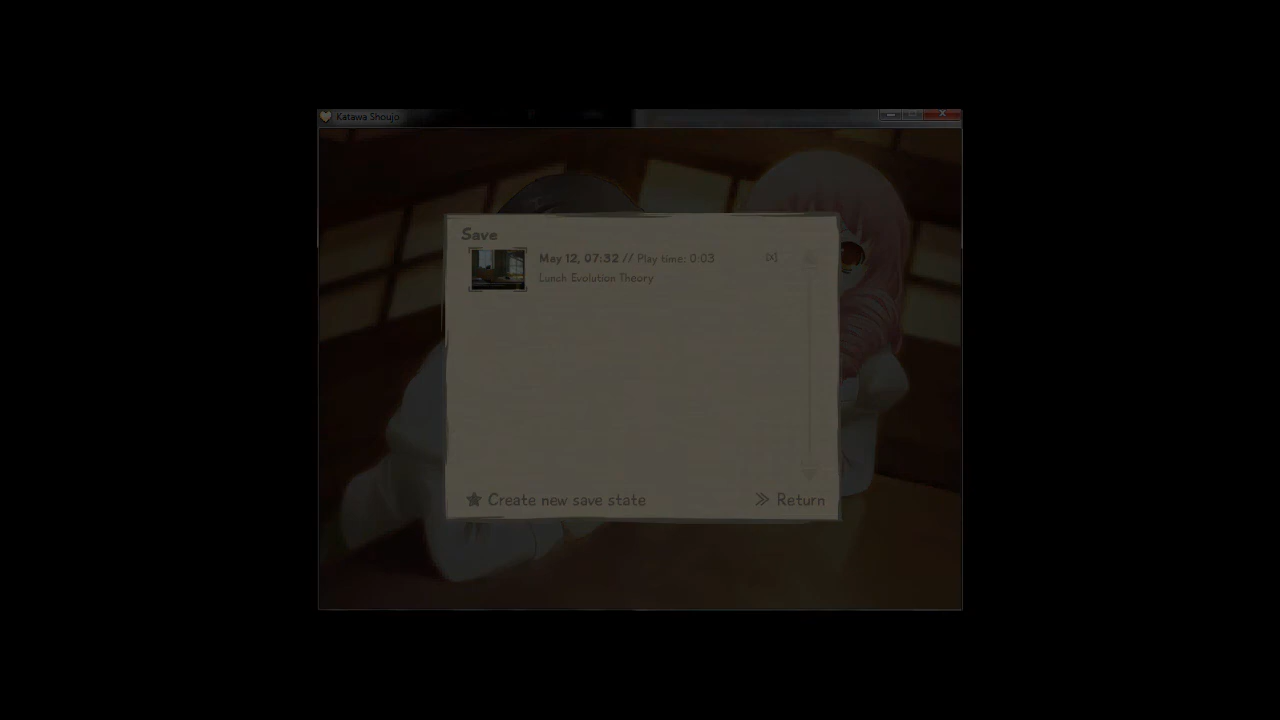 Katawa Shoujo
Save
May 12, 07:32 // Play time: 0:03
Lunch Evolution Theory
Create new save state
Return